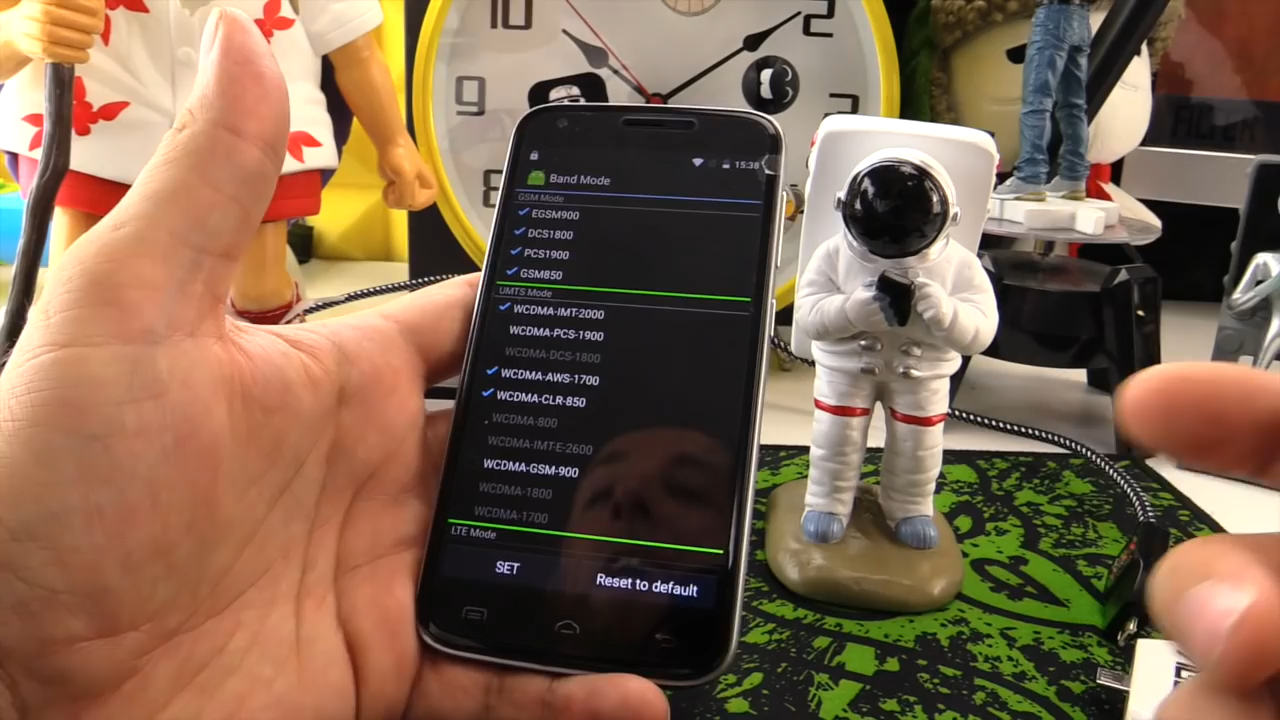 10
2
9
3
8
15:38
Band Mode
GSM Mode
EGSM900
DCS1800
PCS1900
GSM850
UMTS Mode
WCDMA-IMT-2000
WCDMA-PCS-1900
WCDMA-DCS-1800
WCDMA-AWS-1700
WCDMA-CLR-850
WCDMA-800
WCDMA-IMT-E-2600
WCDMA-GSM-900
WCDMA-1800
WCDMA-1700
LTE Mode
SET
Reset to default